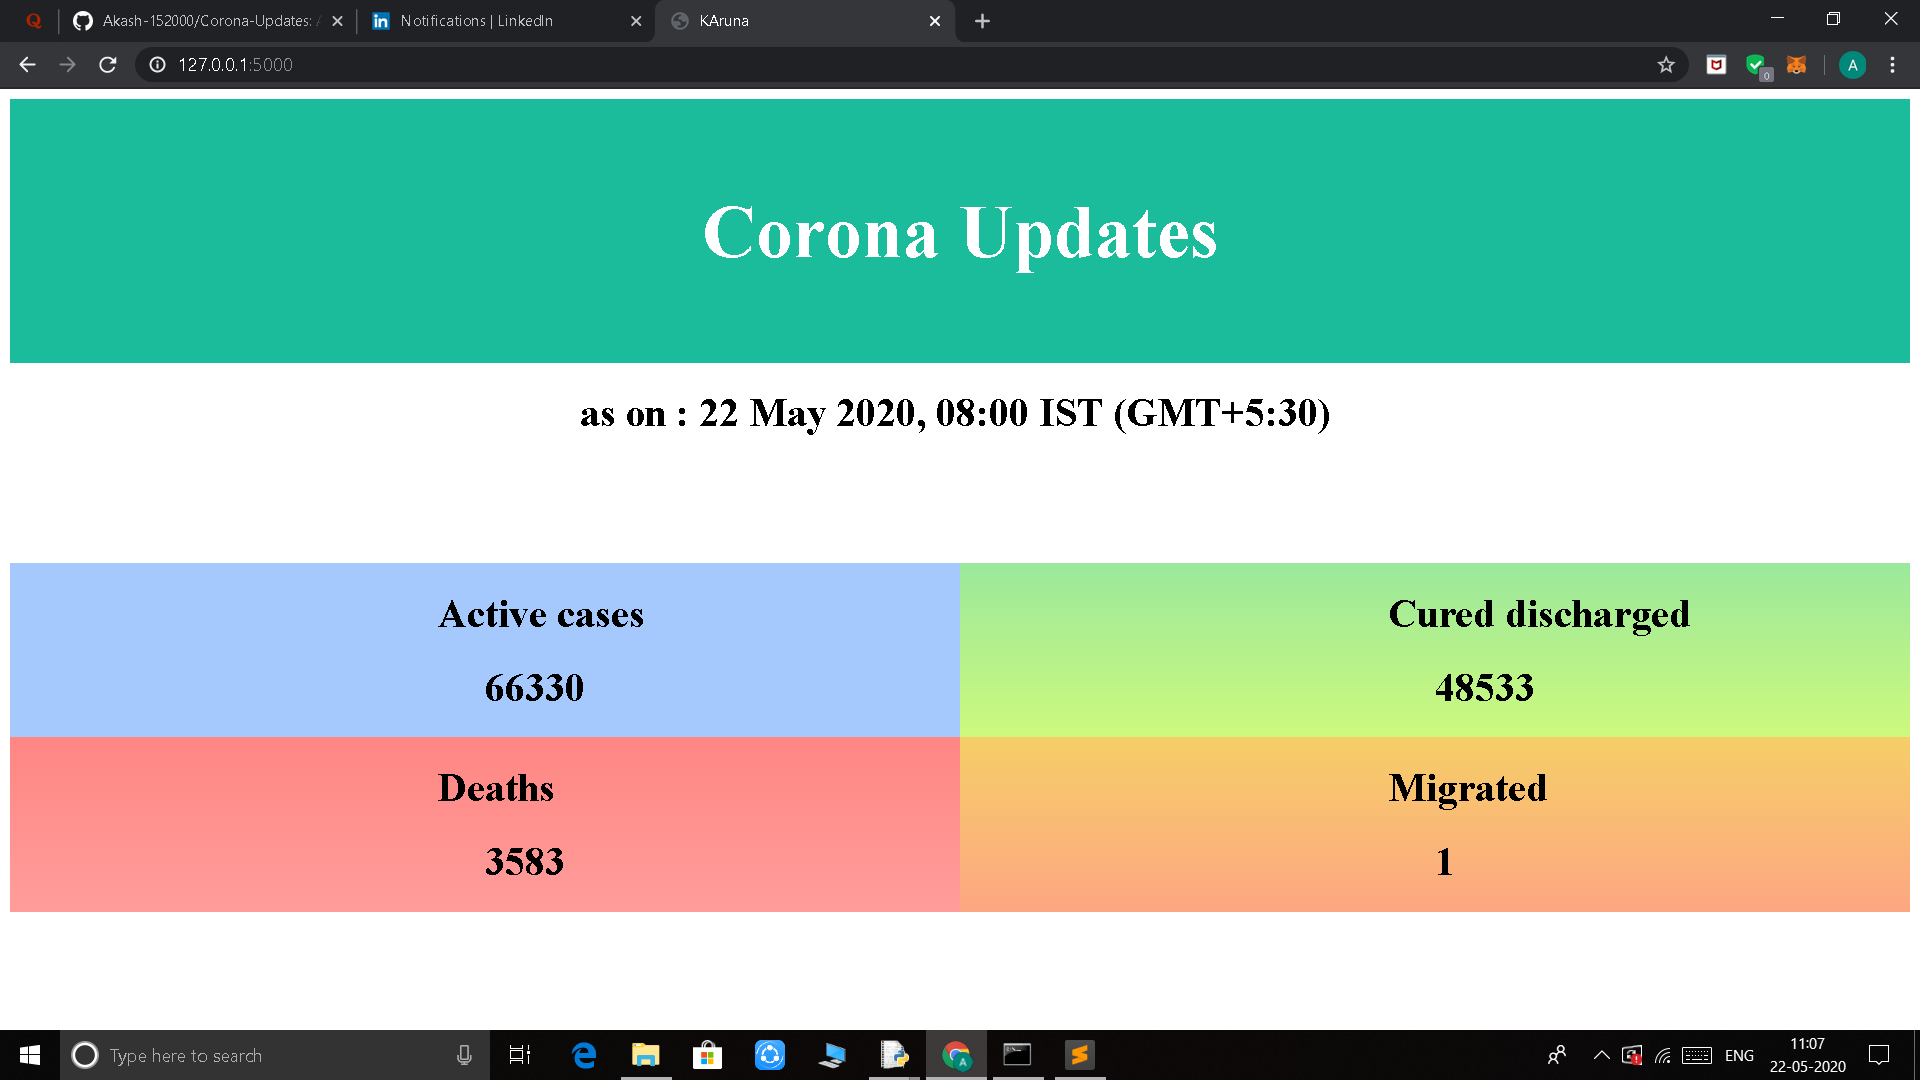 Akash-152000/Corona-Updates:
Notifications | LinkedIn
KAruna
127.0.0.1:5000
A
0
Corona Updates
as on : 22 May 2020, 08:00 IST (GMT+5:30)
Active cases
Cured discharged
66330
48533
Deaths
Migrated
3583
1
Type here to search
ENG
11:07
22-05-2020